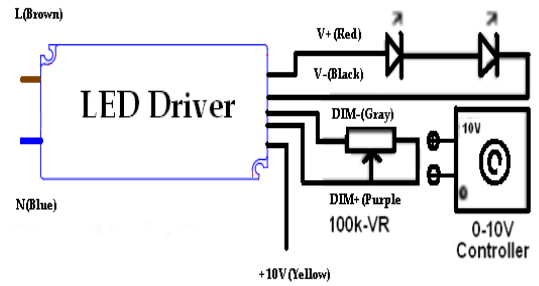 L(Brown)
V+ (Red)
V-(Black)
LED Driver
DIM-(Gray)
10V
0
N(Blue)
DIM+(Purple
100k-VR
0-10V
Controller
+10V(Yellow)